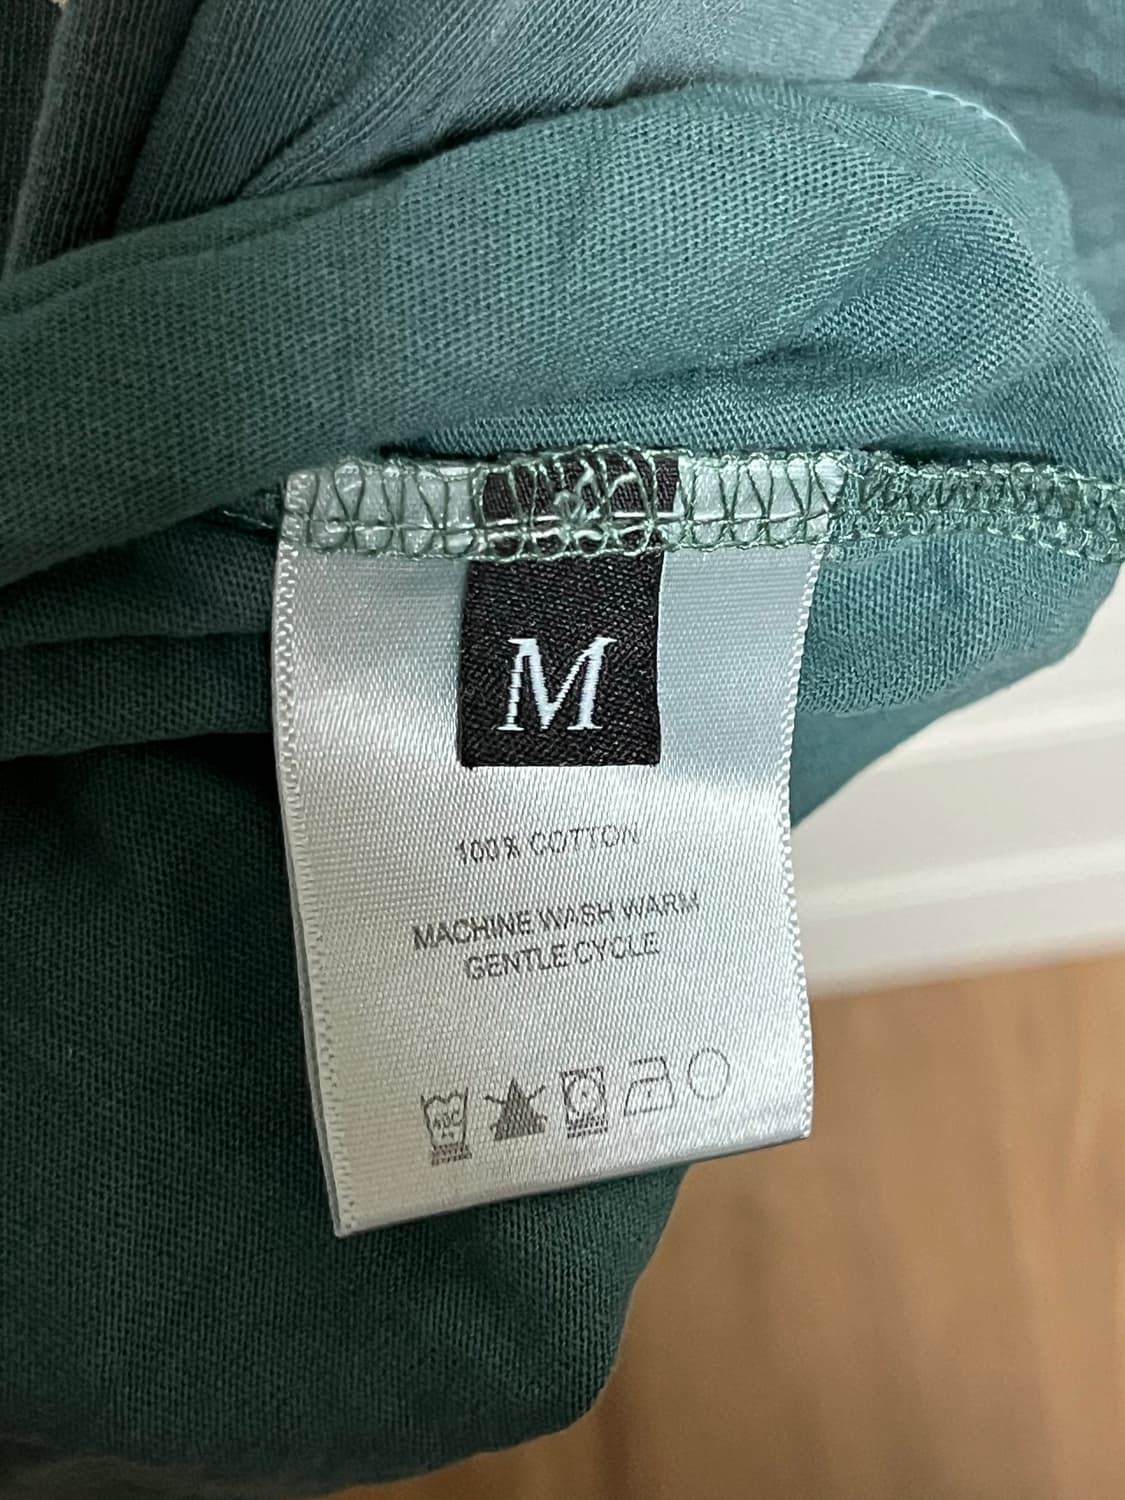 M
100% COTTON
MACHINE WASH WARM
GENTLE CYCLE